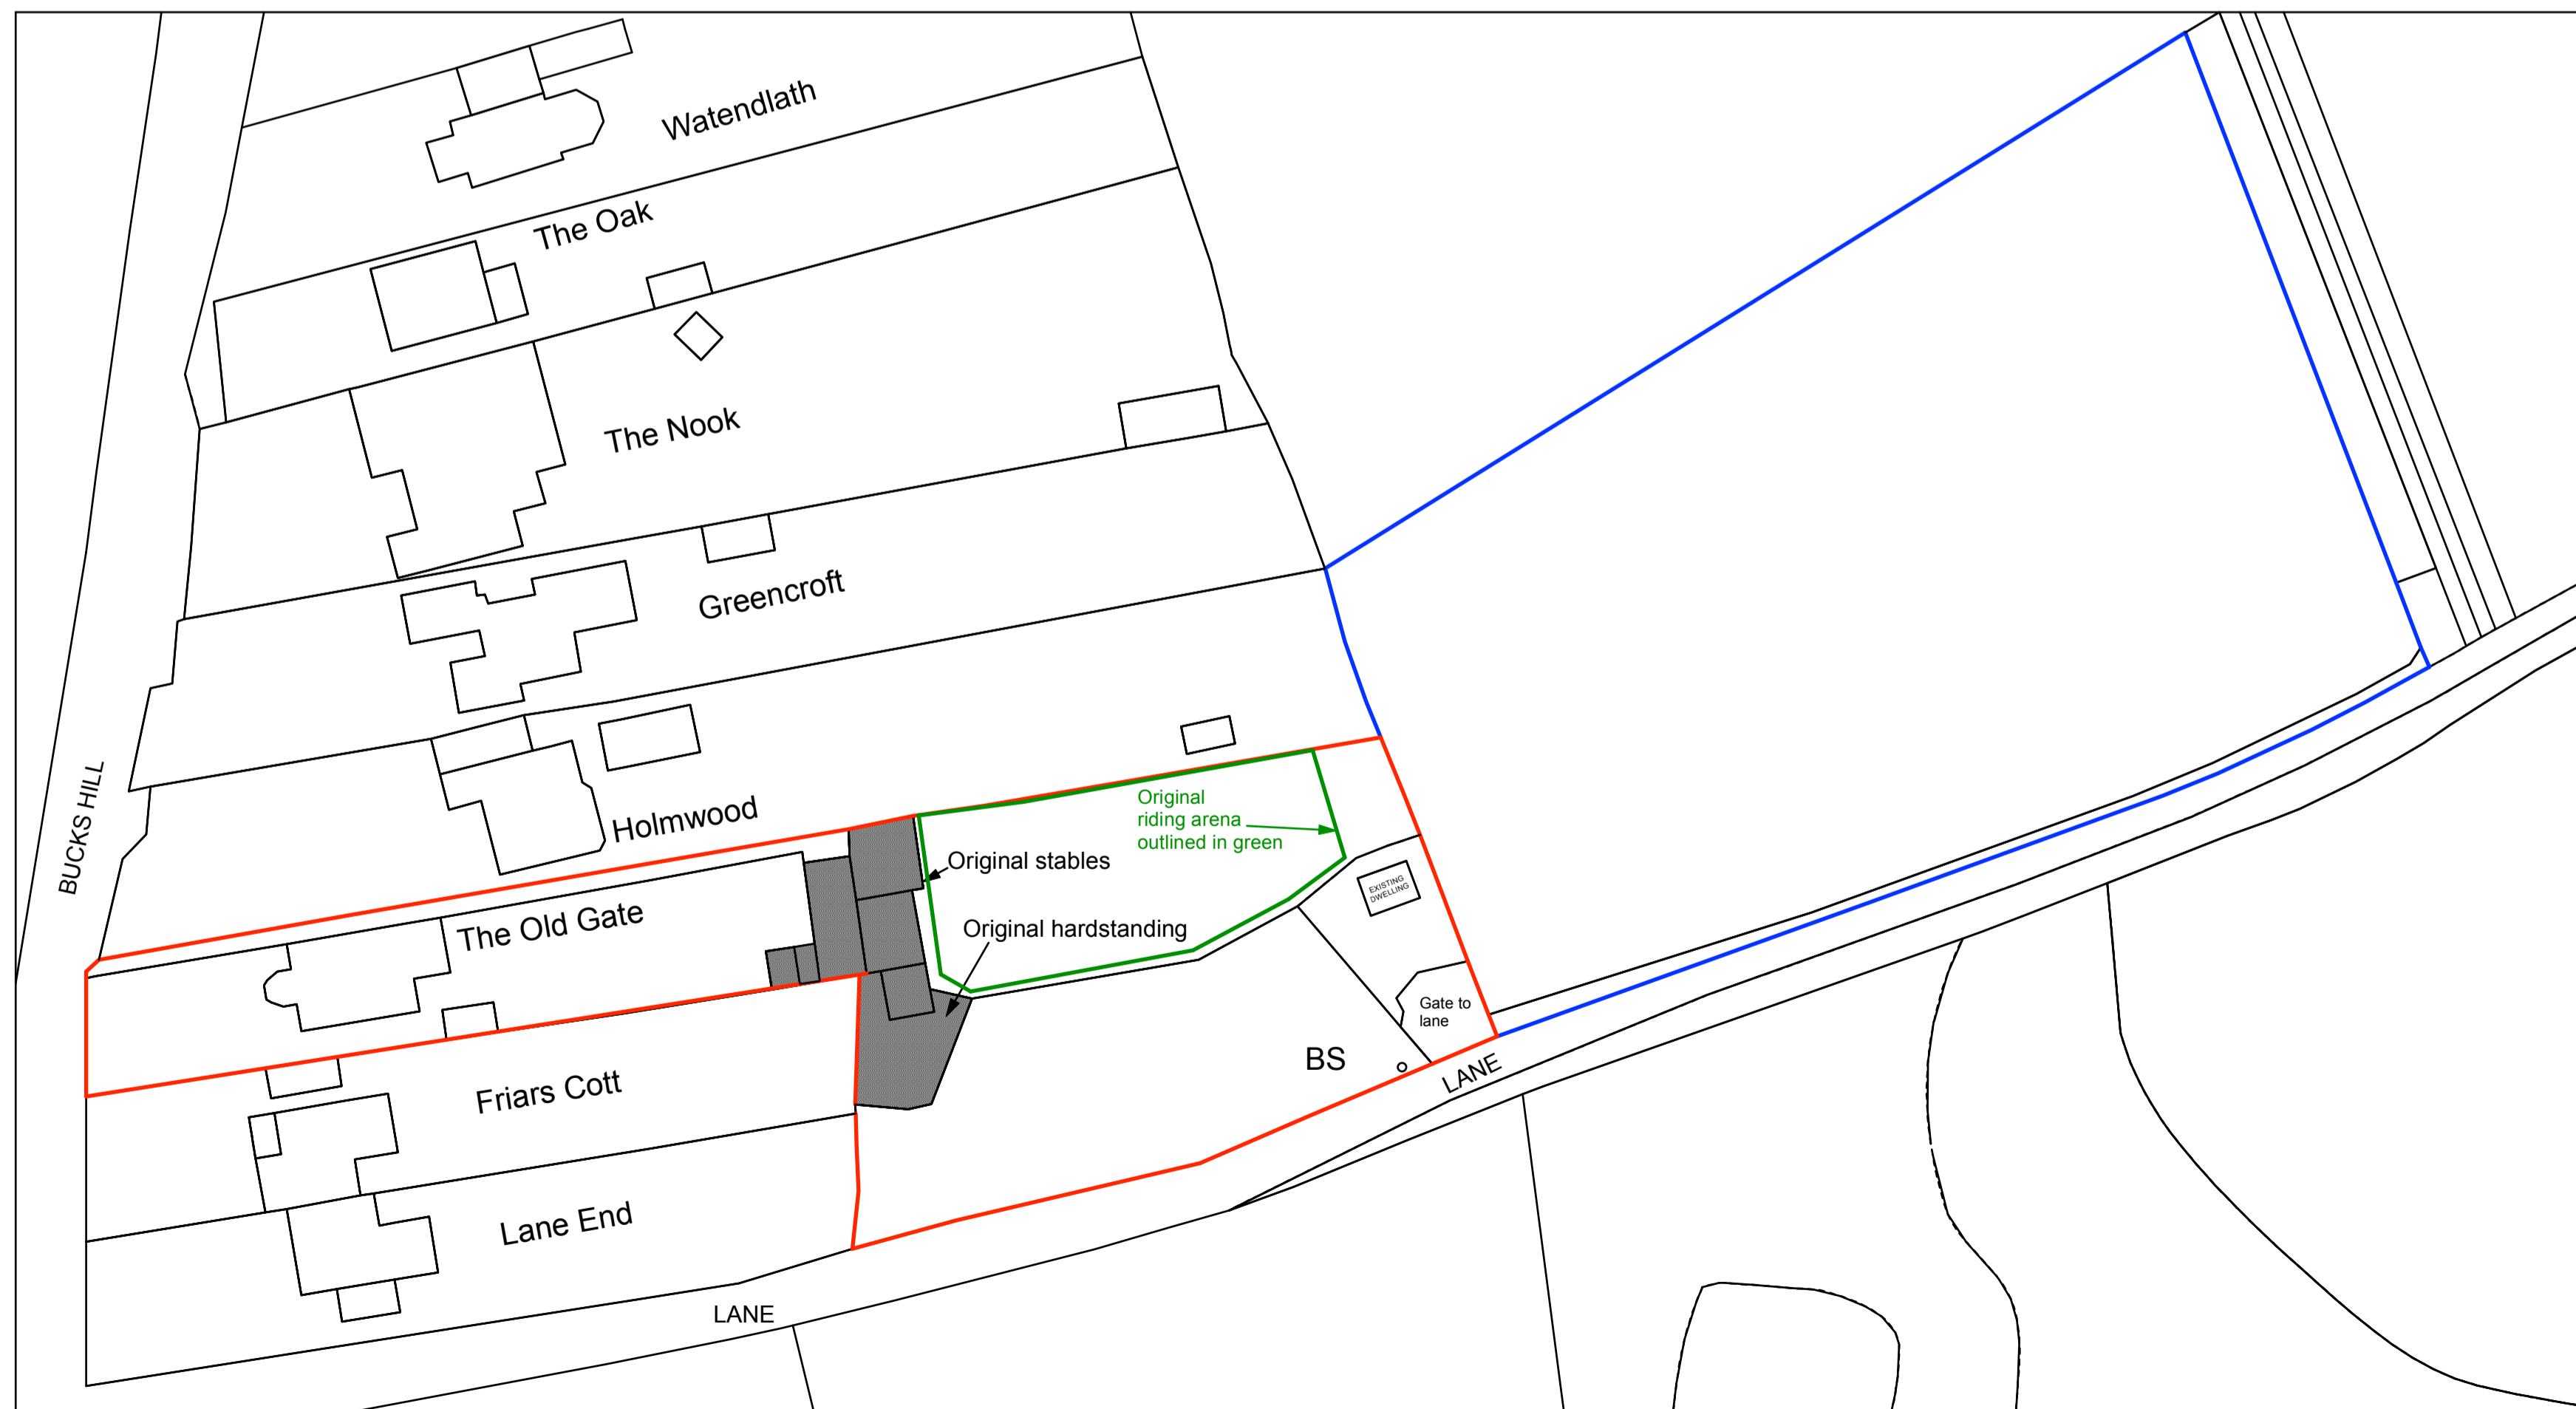 Watendlath
The Oak
The Nook
Greencroft
BUCKS HILL
Holmwood
Original
riding arena
outlined in green
Original stables
EXISTING
DWELLING
The Old Gate
Original hardstanding
Gate to
lane
BS
LANE
Friars Cott
Lane End
LANE